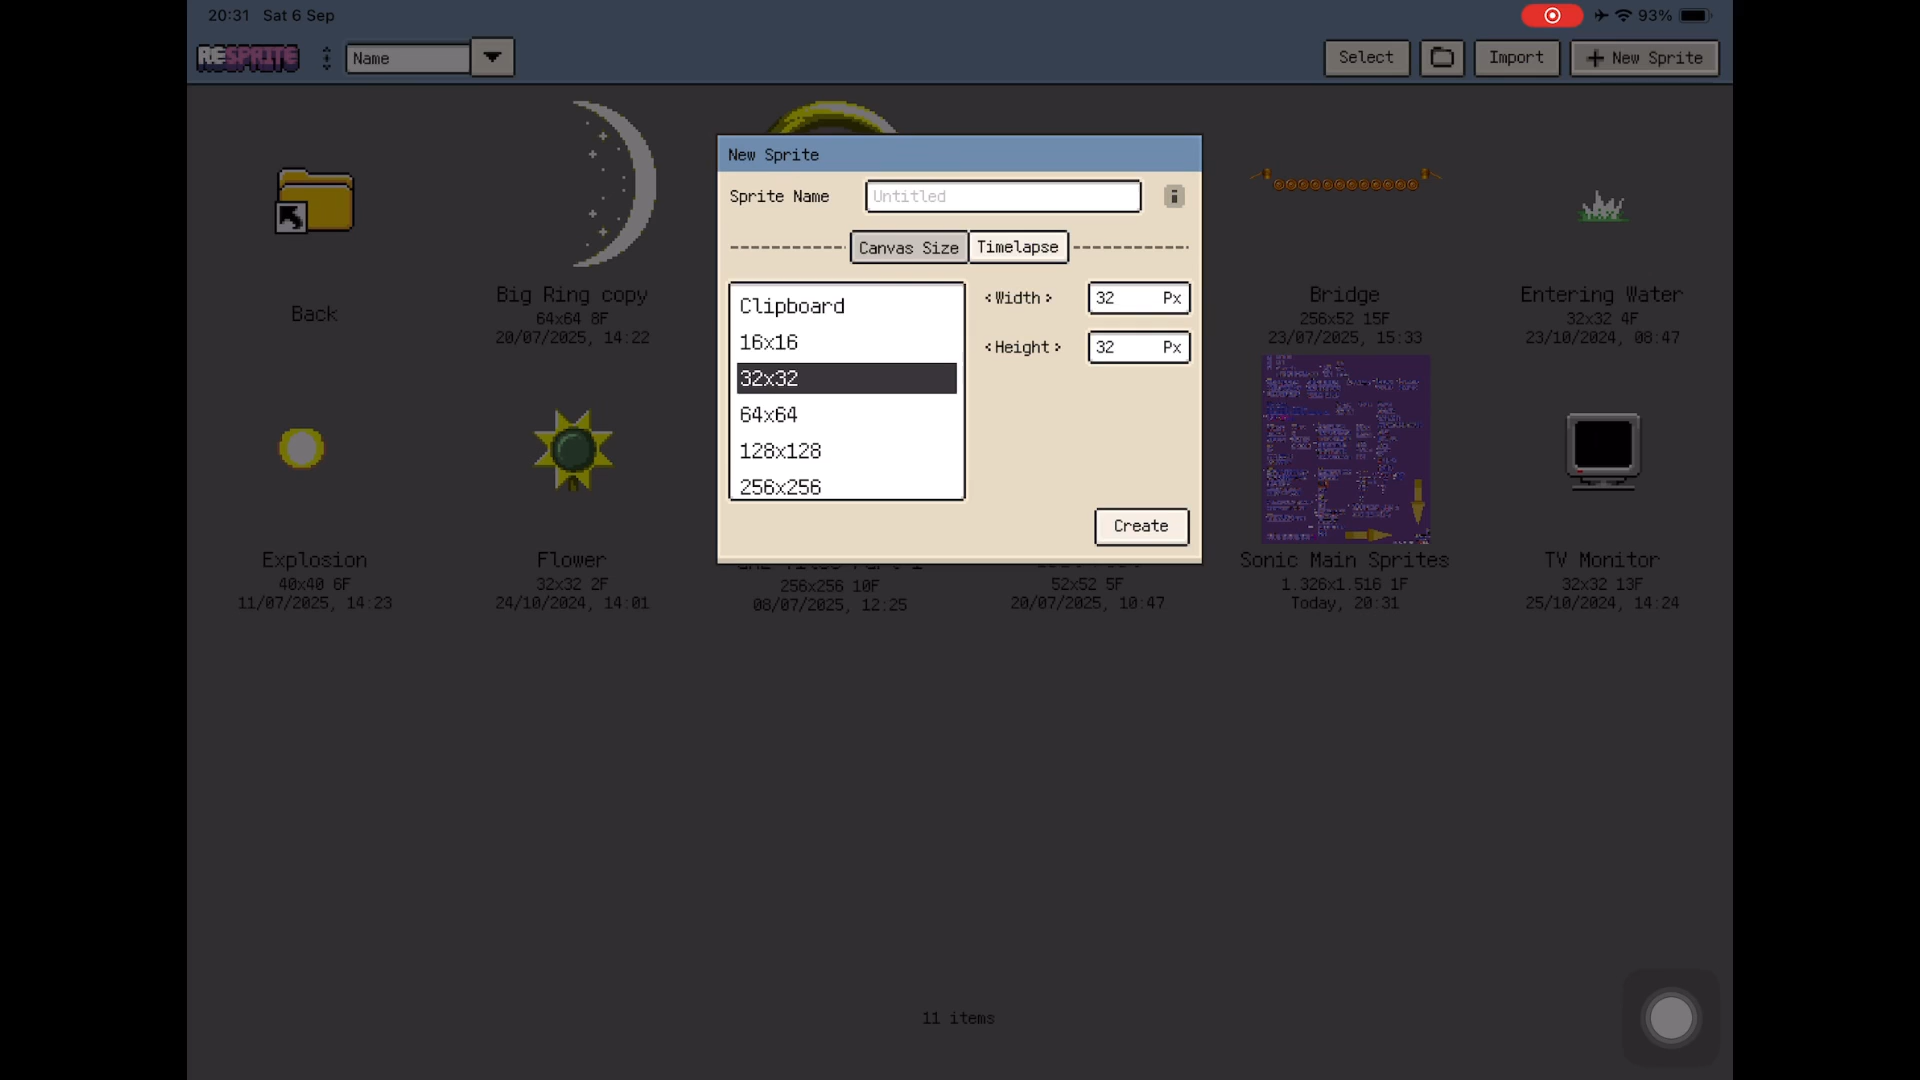 20:31 Sat 6 Sep
93%
RESPRITE
Name
Select
Import
+ New Sprite
New Sprite
Sprite Name
Untitled
Canvas Size
Timelapse
Clipboard
16x16
32x32
64x64
128x128
256x256
<Width>
32 Px
<Height>
32 Px
Create
Back
Big Ring copy
64x64 8F
20/07/2025, 14:22
Bridge
256x52 15F
23/07/2025, 15:33
Entering Water
32x32 4F
23/10/2024, 08:47
Explosion
40x40 6F
11/07/2025, 14:23
Flower
32x32 2F
24/10/2024, 14:01
256x256 10F
08/07/2025, 12:25
52x52 5F
20/07/2025, 10:47
Sonic Main Sprites
1.326x1.516 1F
Today, 20:31
TV Monitor
32x32 13F
25/10/2024, 14:24
11 items